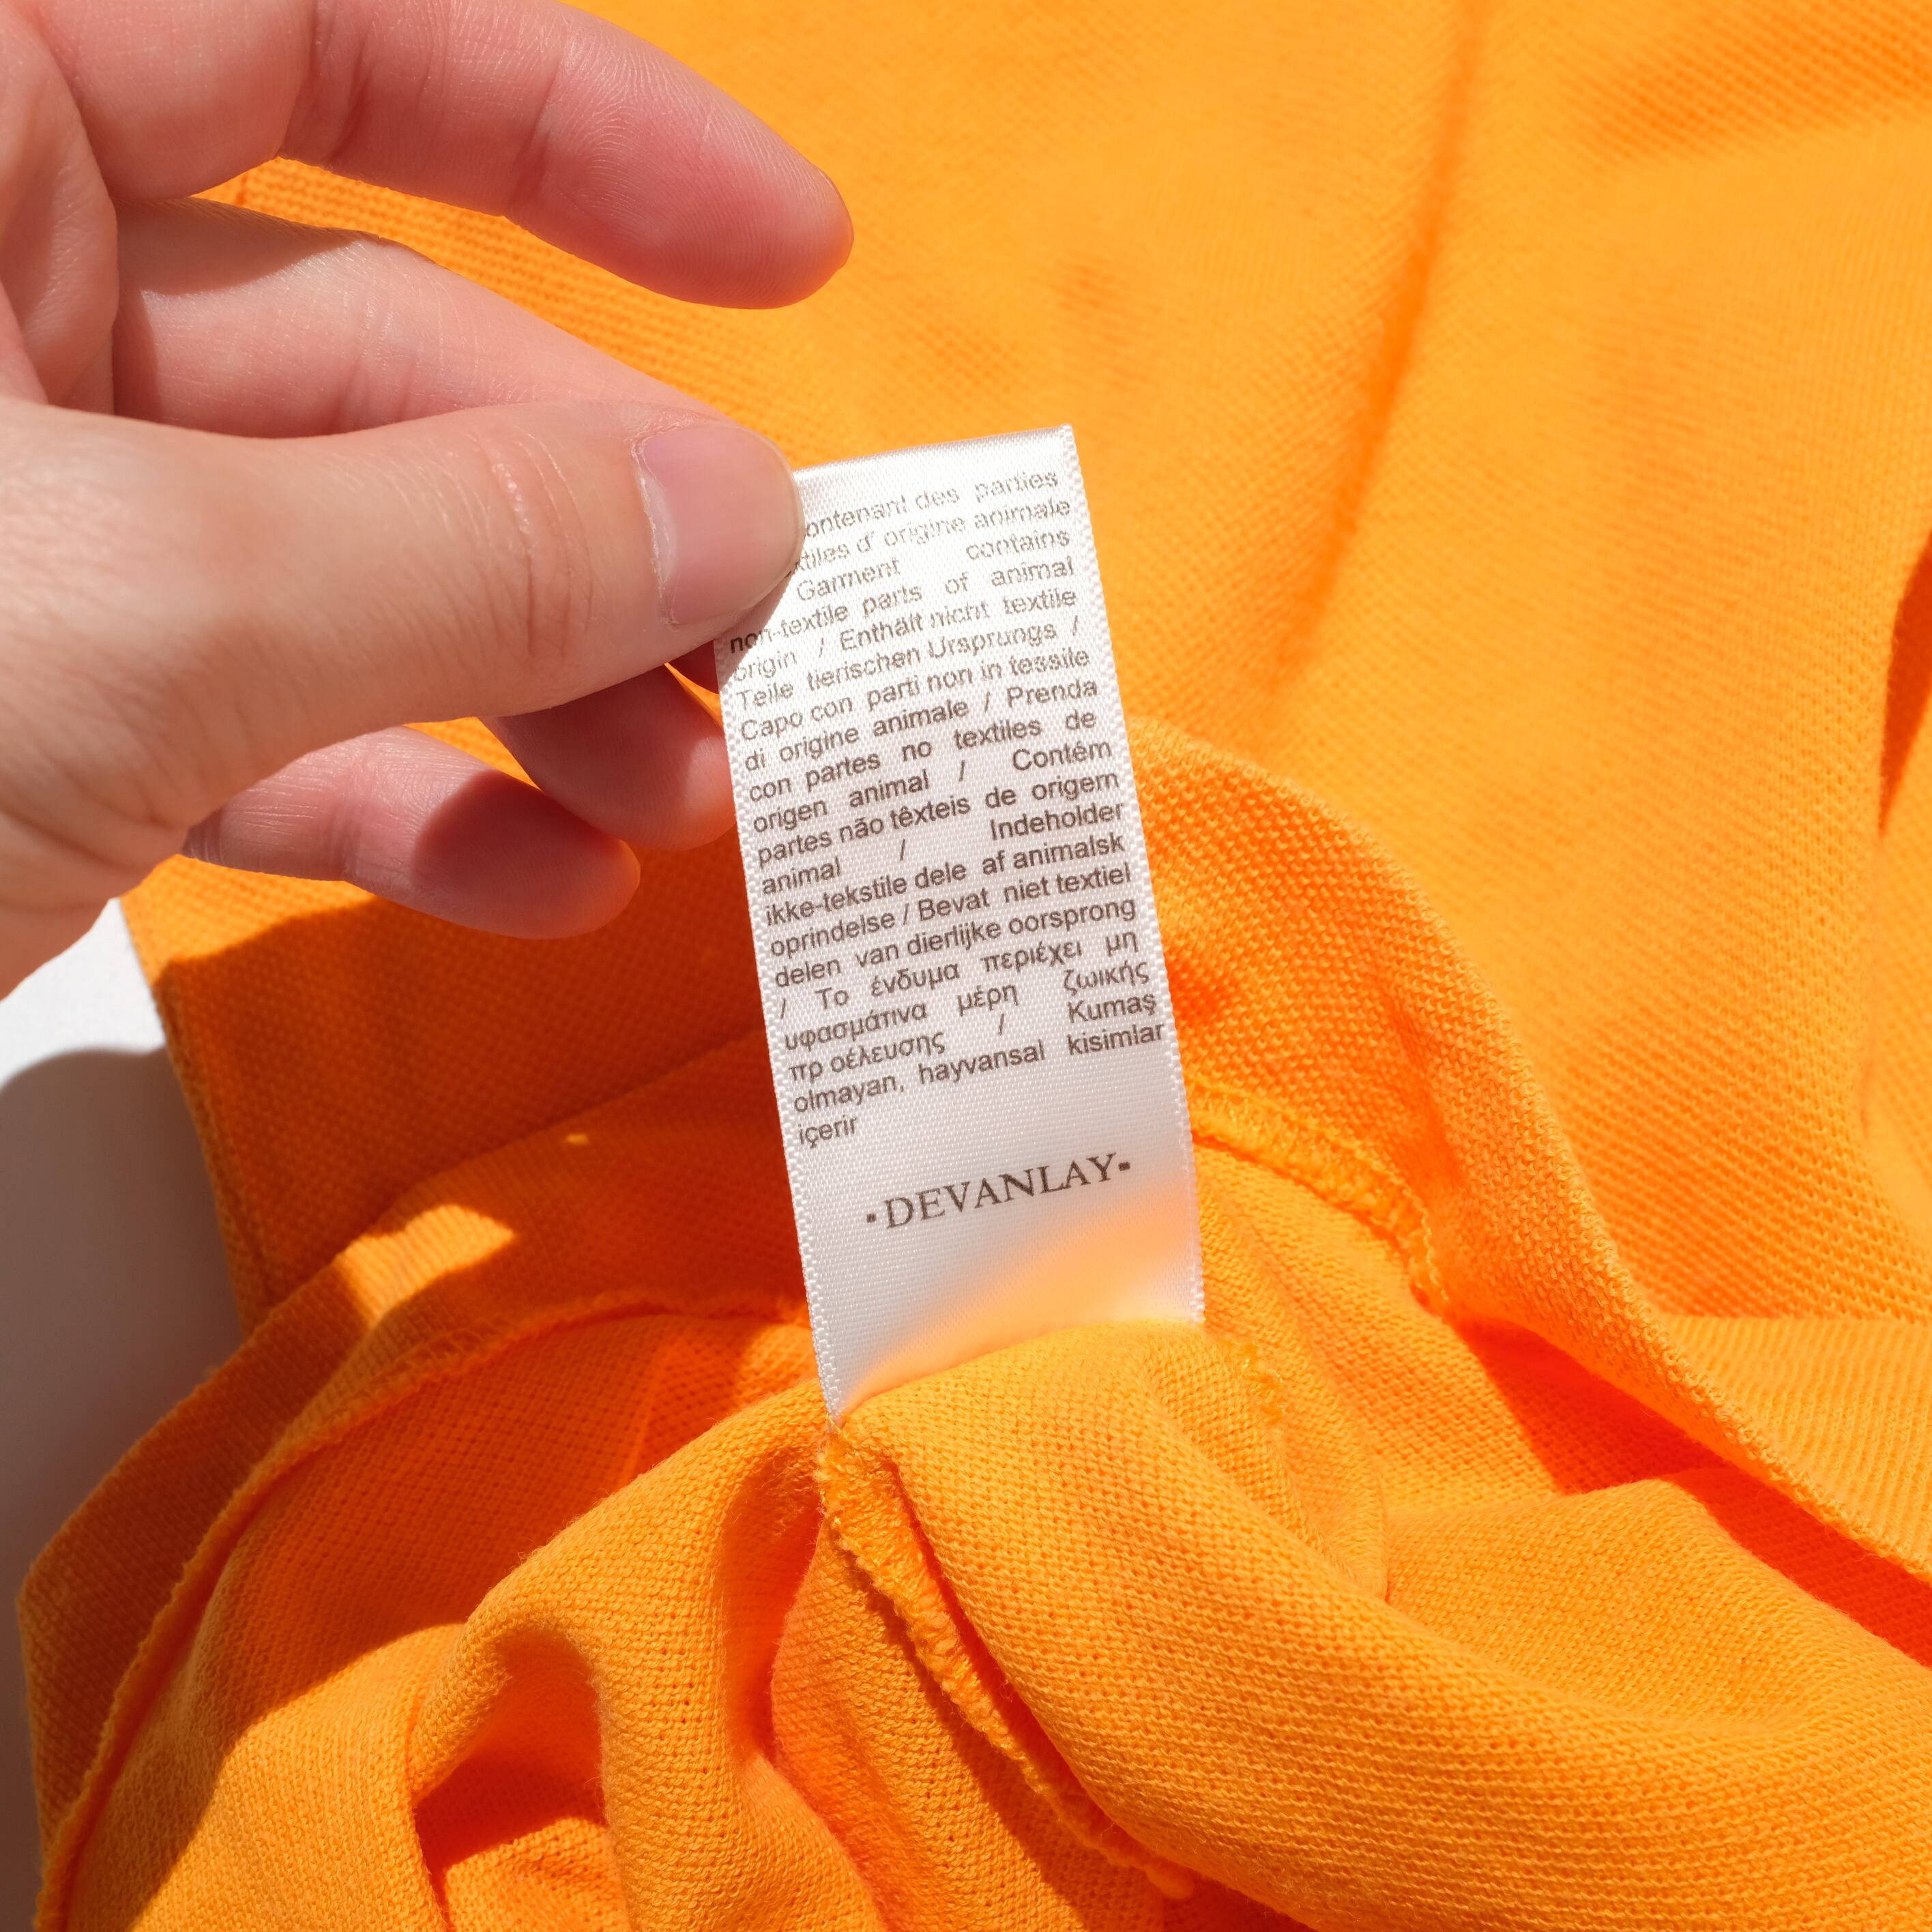 ontenant des parties
xtiles d' origine animale
Garment contains
non-textile parts of animal
origin / Enthält nicht textile
Teile tierischen Ursprungs /
Capo con parti non in tessile
di origine animale / Prenda
con partes no textiles de
origen animal / Contém
partes não têxteis de origem
animal / Indeholder
ikke-tekstile dele af animalsk
oprindelse / Bevat niet textiel
delen van dierlijke oorsprong
/ Το ένδυμα περιέχει μη
υφασμάτινα μέρη ζωικής
πρ οέλευσης / Kumaş
olmayan, hayvansal kisimlar
içerir
▪DEVANLAY▪